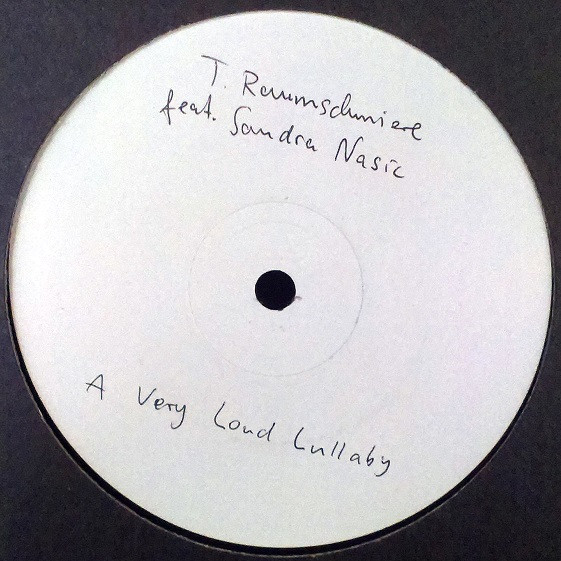 T. Raumschmiere
feat. Sandra Nasic
A Very Loud Lullaby